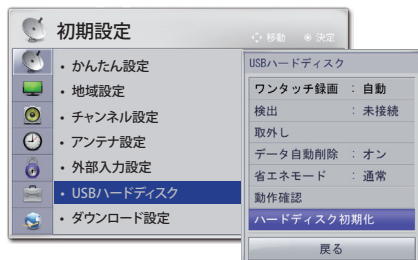 初期設定
移動 決定
かんたん設定
地域設定
チャンネル設定
アンテナ設定
外部入力設定
USBハードディスク
ダウンロード設定
USBハードディスク
ワンタッチ録画 : 自動
検出 : 未接続
取外し
データ自動削除 : オン
省エネモード : 通常
動作確認
ハードディスク初期化
戻る